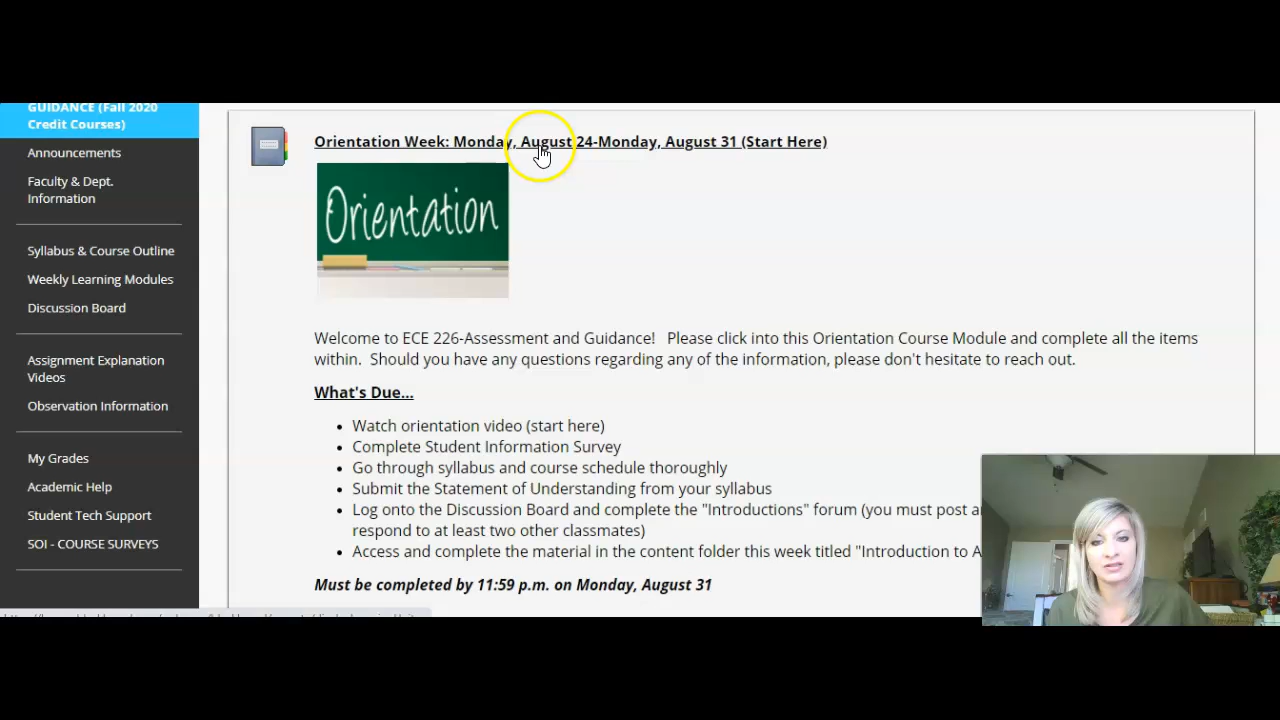 GUIDANCE (Fall 2020
Credit Courses)
Announcements
Faculty & Dept.
Information
Syllabus & Course Outline
Weekly Learning Modules
Discussion Board
Assignment Explanation
Videos
Observation Information
My Grades
Academic Help
Student Tech Support
SOI - COURSE SURVEYS
Orientation Week: Monday, August 24-Monday, August 31 (Start Here)
Orientation
Welcome to ECE 226-Assessment and Guidance! Please click into this Orientation Course Module and complete all the items
within. Should you have any questions regarding any of the information, please don't hesitate to reach out.
What's Due...
• Watch orientation video (start here)
• Complete Student Information Survey
• Go through syllabus and course schedule thoroughly
• Submit the Statement of Understanding from your syllabus
• Log onto the Discussion Board and complete the "Introductions" forum (you must post
respond to at least two other classmates)
• Access and complete the material in the content folder this week titled "Introduction to
Must be completed by 11:59 p.m. on Monday, August 31